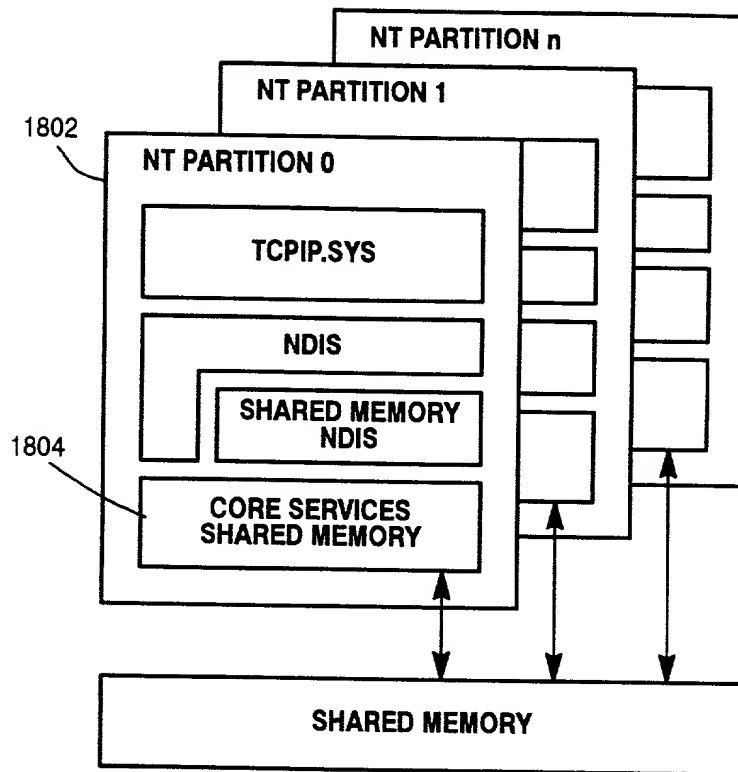 NT PARTITION n
NT PARTITION 1
1802
NT PARTITION 0
TCPIP.SYS
NDIS
SHARED MEMORY
NDIS
1804
CORE SERVICES
SHARED MEMORY
SHARED MEMORY